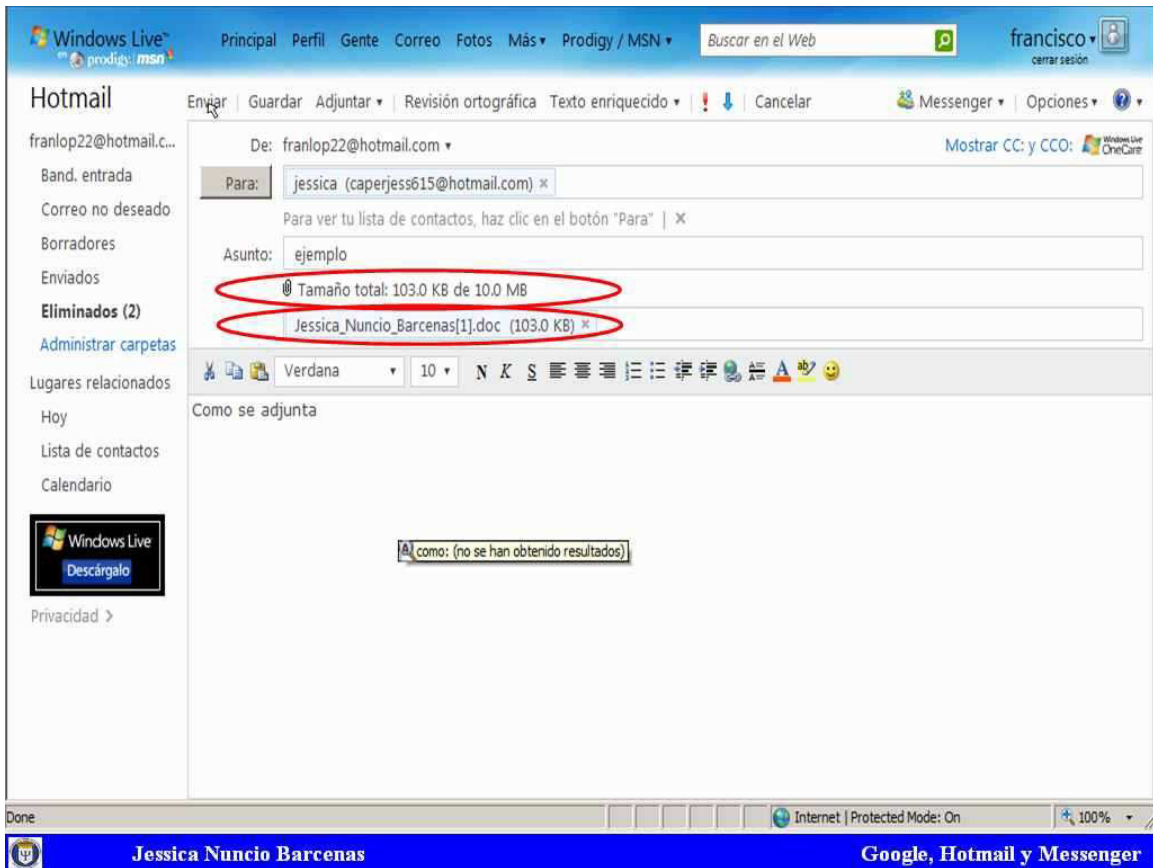 Windows Live™ Principal Perfil Gente Correo Fotos Más Prodigy / MSN Buscar en el Web francisco
en prodigy msn cerrar sesión
Hotmail Enviar Guardar Adjuntar Revisión ortográfica Texto enriquecido Cancelar Messenger Opciones
franlop22@hotmail.c... De: franlop22@hotmail.com Mostrar CC: y CCO: Windows Live OneCare
Band. entrada Para: jessica (caperjess615@hotmail.com) ×
Correo no deseado Para ver tu lista de contactos, haz clic en el botón "Para" | ×
Borradores Asunto: ejemplo
Enviados Tamaño total: 103.0 KB de 10.0 MB
Eliminados (2) Jessica_Nuncio_Barcenas[1].doc (103.0 KB) ×
Administrar carpetas
Lugares relacionados Verdana 10 N K S A
Hoy Como se adjunta
Lista de contactos
Calendario
Windows Live
Descárgalo
como: (no se han obtenido resultados)
Privacidad >
Done Internet | Protected Mode: On 100%
Jessica Nuncio Barcenas Google, Hotmail y Messenger